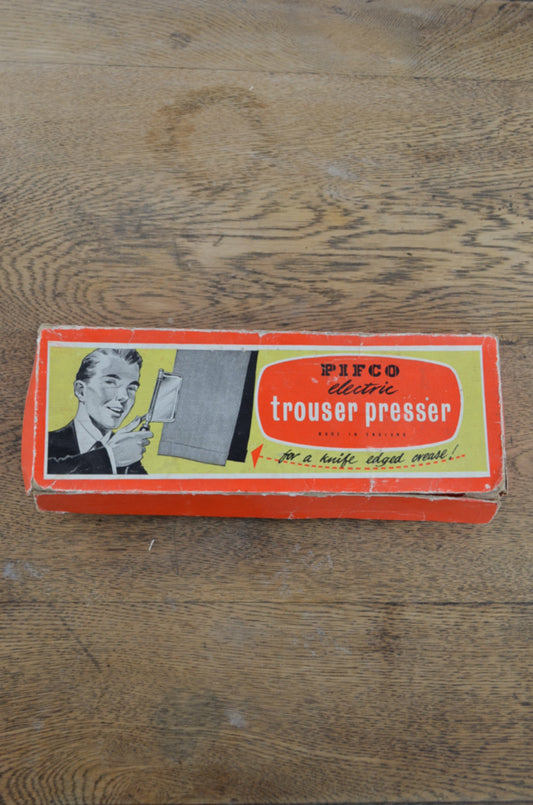 PIFCO
electric
trouser presser
MADE IN ENGLAND
for a knife edged crease!